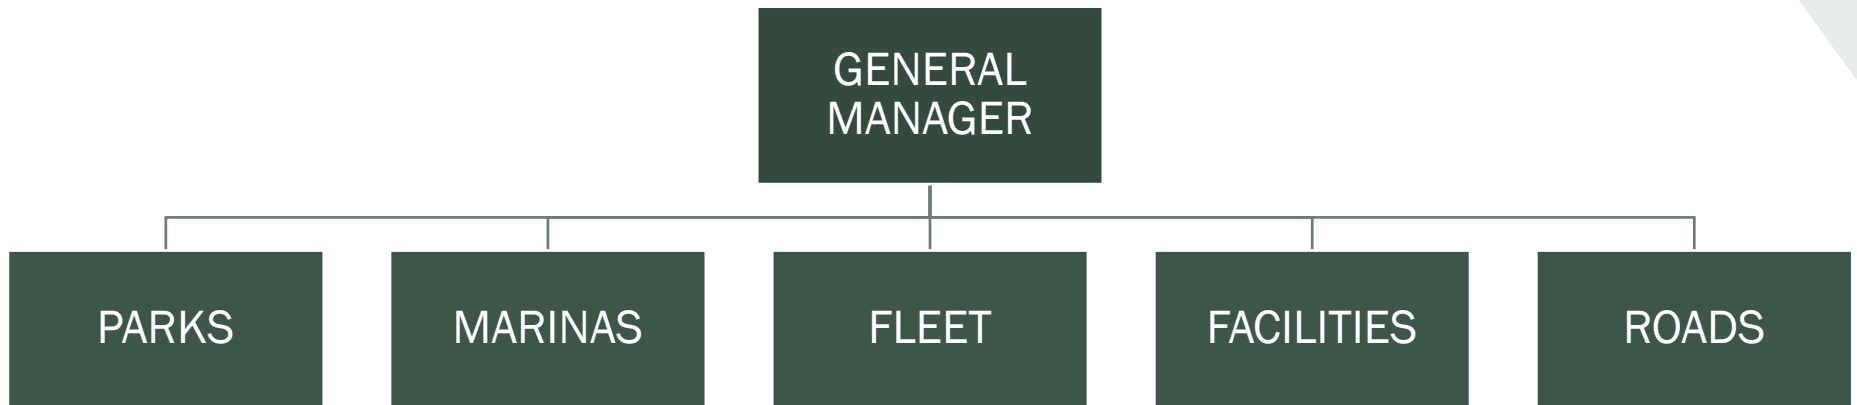 GENERAL
MANAGER
PARKS
MARINAS
FLEET
FACILITIES
ROADS